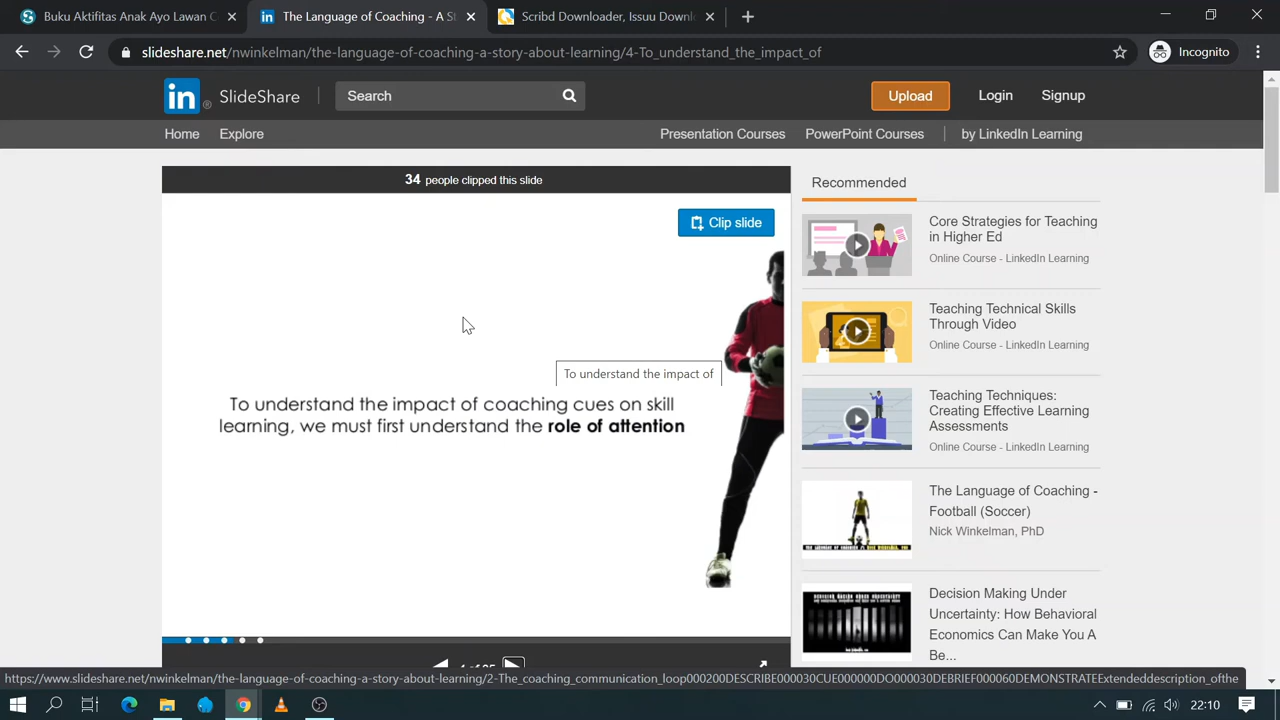 Buku Aktifitas Anak Ayo Lawan C
The Language of Coaching - A St
Scribd Downloader, Issuu Downl
slideshare.net/nwinkelman/the-language-of-coaching-a-story-about-learning/4-To_understand_the_impact_of
Incognito
in SlideShare
Search
Upload
Login
Signup
Home
Explore
Presentation Courses
PowerPoint Courses
by LinkedIn Learning
34 people clipped this slide
Clip slide
To understand the impact of
To understand the impact of coaching cues on skill
learning, we must first understand the role of attention
Recommended
Core Strategies for Teaching
in Higher Ed
Online Course - LinkedIn Learning
Teaching Technical Skills
Through Video
Online Course - LinkedIn Learning
Teaching Techniques:
Creating Effective Learning
Assessments
Online Course - LinkedIn Learning
The Language of Coaching -
Football (Soccer)
Nick Winkelman, PhD
Decision Making Under
Uncertainty: How Behavioral
Economics Can Make You A
Be...
https://www.slideshare.net/nwinkelman/the-language-of-coaching-a-story-about-learning/2-The_coaching_communication_loop000200DESCRIBE000030CUE000000DO000030DEBRIEF000060DEMONSTRATEExtendeddescription_ofthe
22:10